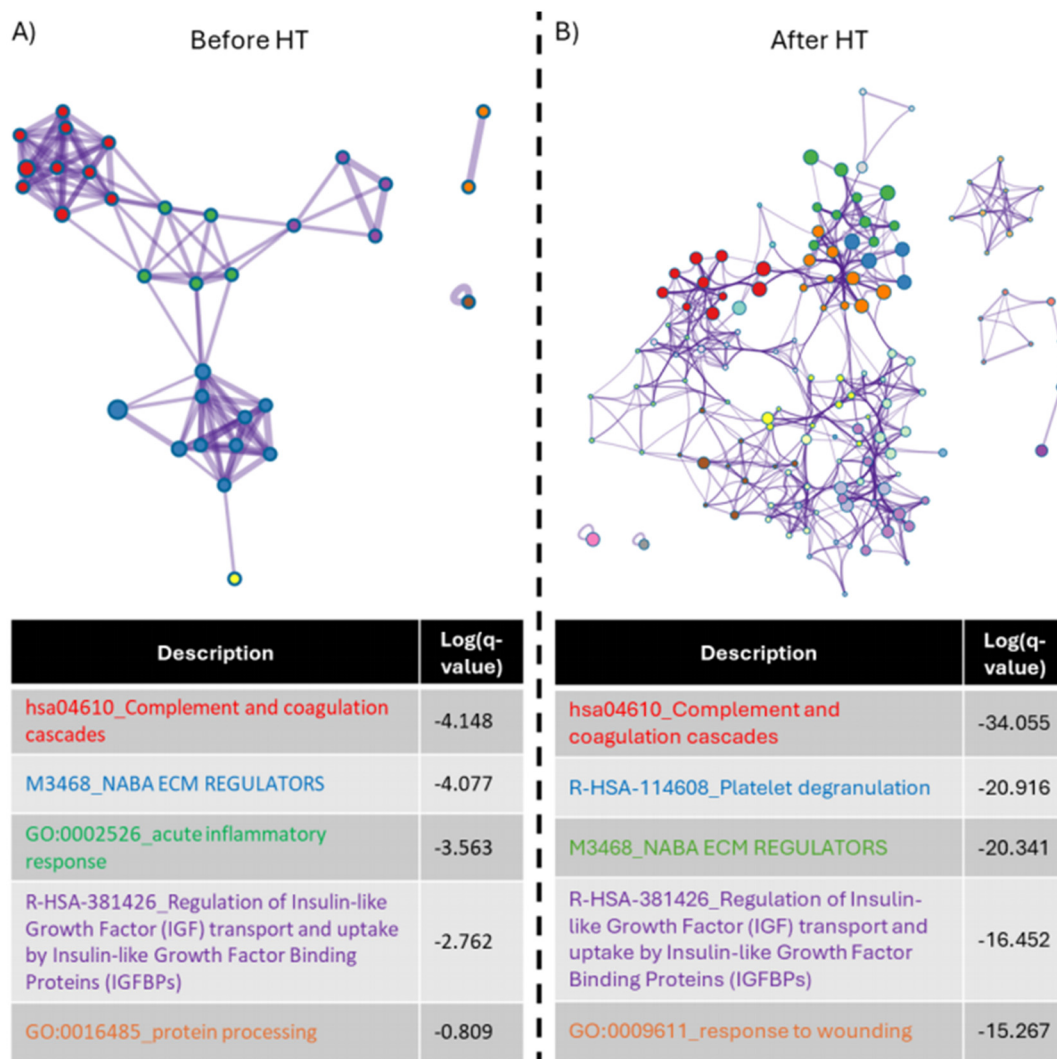 A)
Before HT
B)
After HT
Description
Log(q-
value)
hsa04610_Complement and coagulation
cascades
-4.148
M3468_NABA ECM REGULATORS
-4.077
GO:0002526_acute inflammatory
response
-3.563
R-HSA-381426_Regulation of Insulin-like
Growth Factor (IGF) transport and uptake
by Insulin-like Growth Factor Binding
Proteins (IGFBPs)
-2.762
GO:0016485_protein processing
-0.809
Description
Log(q-
value)
hsa04610_Complement and
coagulation cascades
-34.055
R-HSA-114608_Platelet degranulation
-20.916
M3468_NABA ECM REGULATORS
-20.341
R-HSA-381426_Regulation of Insulin-
like Growth Factor (IGF) transport and
uptake by Insulin-like Growth Factor
Binding Proteins (IGFBPs)
-16.452
GO:0009611_response to wounding
-15.267